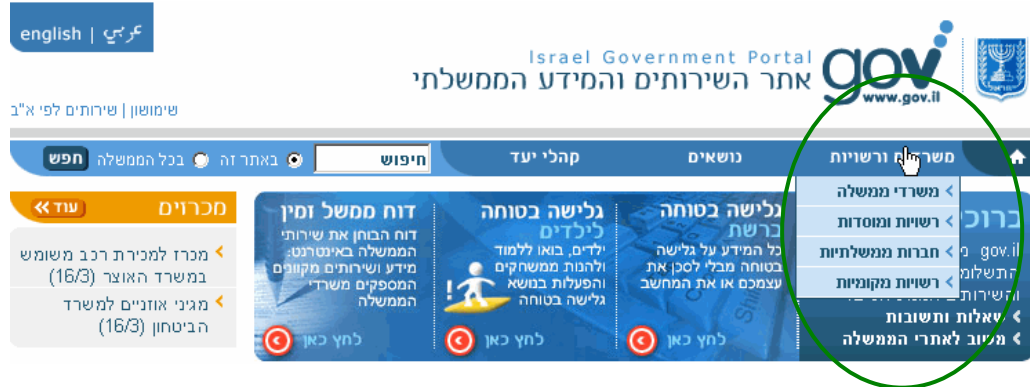 english | عربي
Israel Government Portal
אתר השירותים והמידע הממשלתי
gov
www.gov.il
שימושון | שירותים לפי א"ב
משרדים ורשויות
נושאים
קהלי יעד
חיפוש
באתר זה
בכל הממשלה
חפש
משרדי ממשלה
רשויות ומוסדות
חברות ממשלתיות
רשויות מקומיות
gov.il
שאלות ותשובות
משוב לאתרי הממשלה
גלישה בטוחה
ברשת
כל המידע על גלישה
בטוחה מבלי לסכן את
עצמכם או את המחשב
לחץ כאן
גלישה בטוחה
לילדים
ילדים, בואו ללמוד
ולהנות ממשחקים
והפעלות בנושא
גלישה בטוחה
לחץ כאן
דוח ממשל זמין
דוח הבוחן את שירותי
הממשלה באינטרנט:
מידע ושירותים מקוונים
המסופקים משרדי
הממשלה
לחץ כאן
מכרזים
עוד
מכרז למכירת רכב משומש
במשרד האוצר (16/3)
מגיני אוזניים למשרד
הביטחון (16/3)